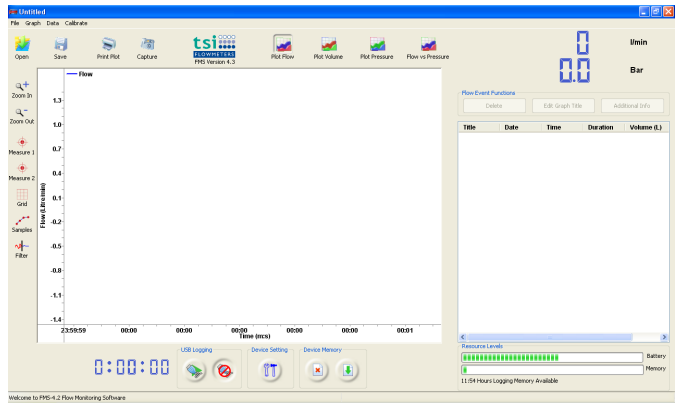 Untitled
File Graph Data Calibrate
Open Save Print Plot Capture
tsi
FLOWMETERS
FMS Version 4.3
Plot Flow Plot Volume Plot Pressure Flow vs Pressure
0 l/min
0.0 Bar
Zoom In
Zoom Out
Measure 1
Measure 2
Grid
Samples
Filter
Flow
Flow (Litre/min)
1.3
1.0
0.7
0.4
0.1
-0.2
-0.5
-0.8
-1.1
-1.4
23:59:59 00:00 00:00 00:00 00:00 00:01
Time (mcs)
Flow Event Functions
Delete Edit Graph Title Additional Info
Title Date Time Duration Volume (L)
0:00:00
USB Logging
Device Setting
Device Memory
Resource Levels
Battery
Memory
11:54 Hours Logging Memory Available
Welcome to FMS-4.2 Flow Monitoring Software